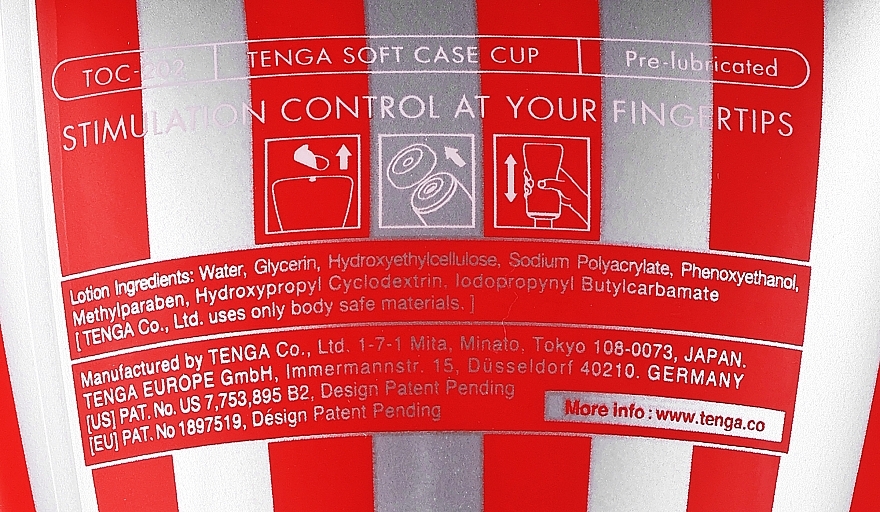 TOC-202 TENGA SOFT CASE CUP Pre-lubricated
STIMULATION CONTROL AT YOUR FINGERTIPS
Lotion Ingredients: Water, Glycerin, Hydroxyethylcellulose, Sodium Polyacrylate, Phenoxyethanol,
Methylparaben, Hydroxypropyl Cyclodextrin, Iodopropynyl Butylcarbamate
[ TENGA Co., Ltd. uses only body safe materials. ]
Manufactured by TENGA Co., Ltd. 1-7-1 Mita, Minato, Tokyo 108-0073, JAPAN.
TENGA EUROPE GmbH, Immermannstr. 15, Düsseldorf 40210. GERMANY
[US] PAT. No. US 7,753,895 B2, Design Patent Pending
[EU] PAT. No 1897519, Désign Patent Pending
More info : www.tenga.co